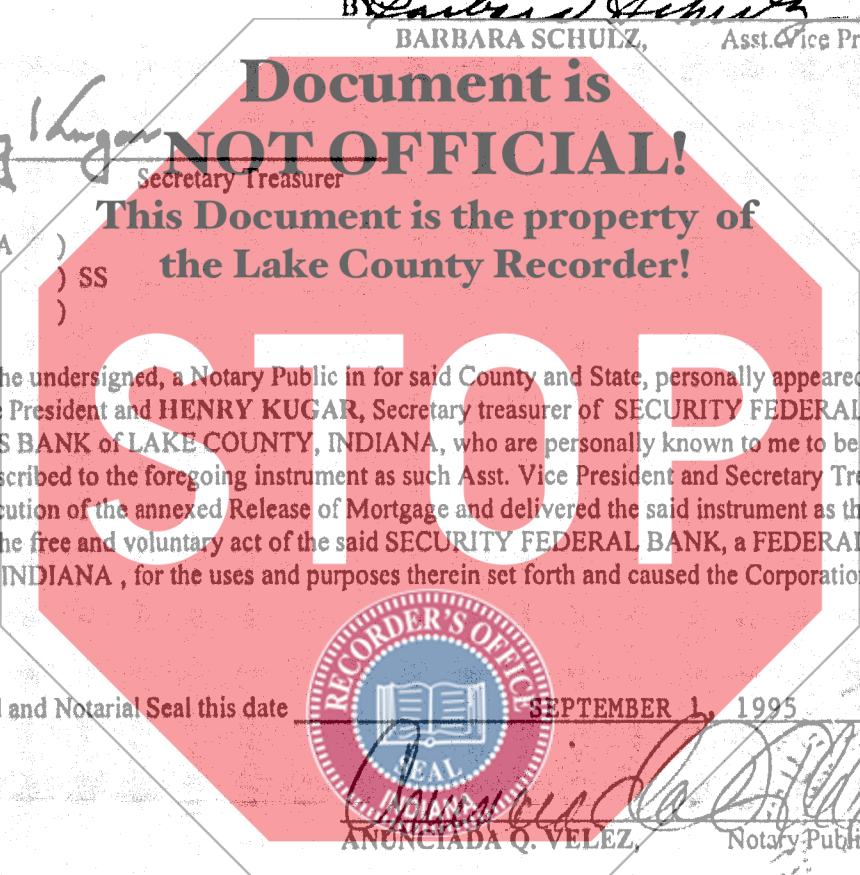 BARBARA SCHULZ, Asst. Vice Pr
Document is
NOT OFFICIAL!
Secretary Treasurer
This Document is the property of
A )
the Lake County Recorder!
) SS
)
STOP
he undersigned, a Notary Public in for said County and State, personally appeared
President and HENRY KUGAR, Secretary treasurer of SECURITY FEDERAL
S BANK of LAKE COUNTY, INDIANA, who are personally known to me to be
scribed to the foregoing instrument as such Asst. Vice President and Secretary Tre
cution of the annexed Release of Mortgage and delivered the said instrument as th
he free and voluntary act of the said SECURITY FEDERAL BANK, a FEDERAL
INDIANA , for the uses and purposes therein set forth and caused the Corporatio
RECORDER'S OFFICE
and Notarial Seal this date SEPTEMBER 1, 1995
SEAL
INDIANA
ANUNCIADA Q. VELEZ, Notary Publi